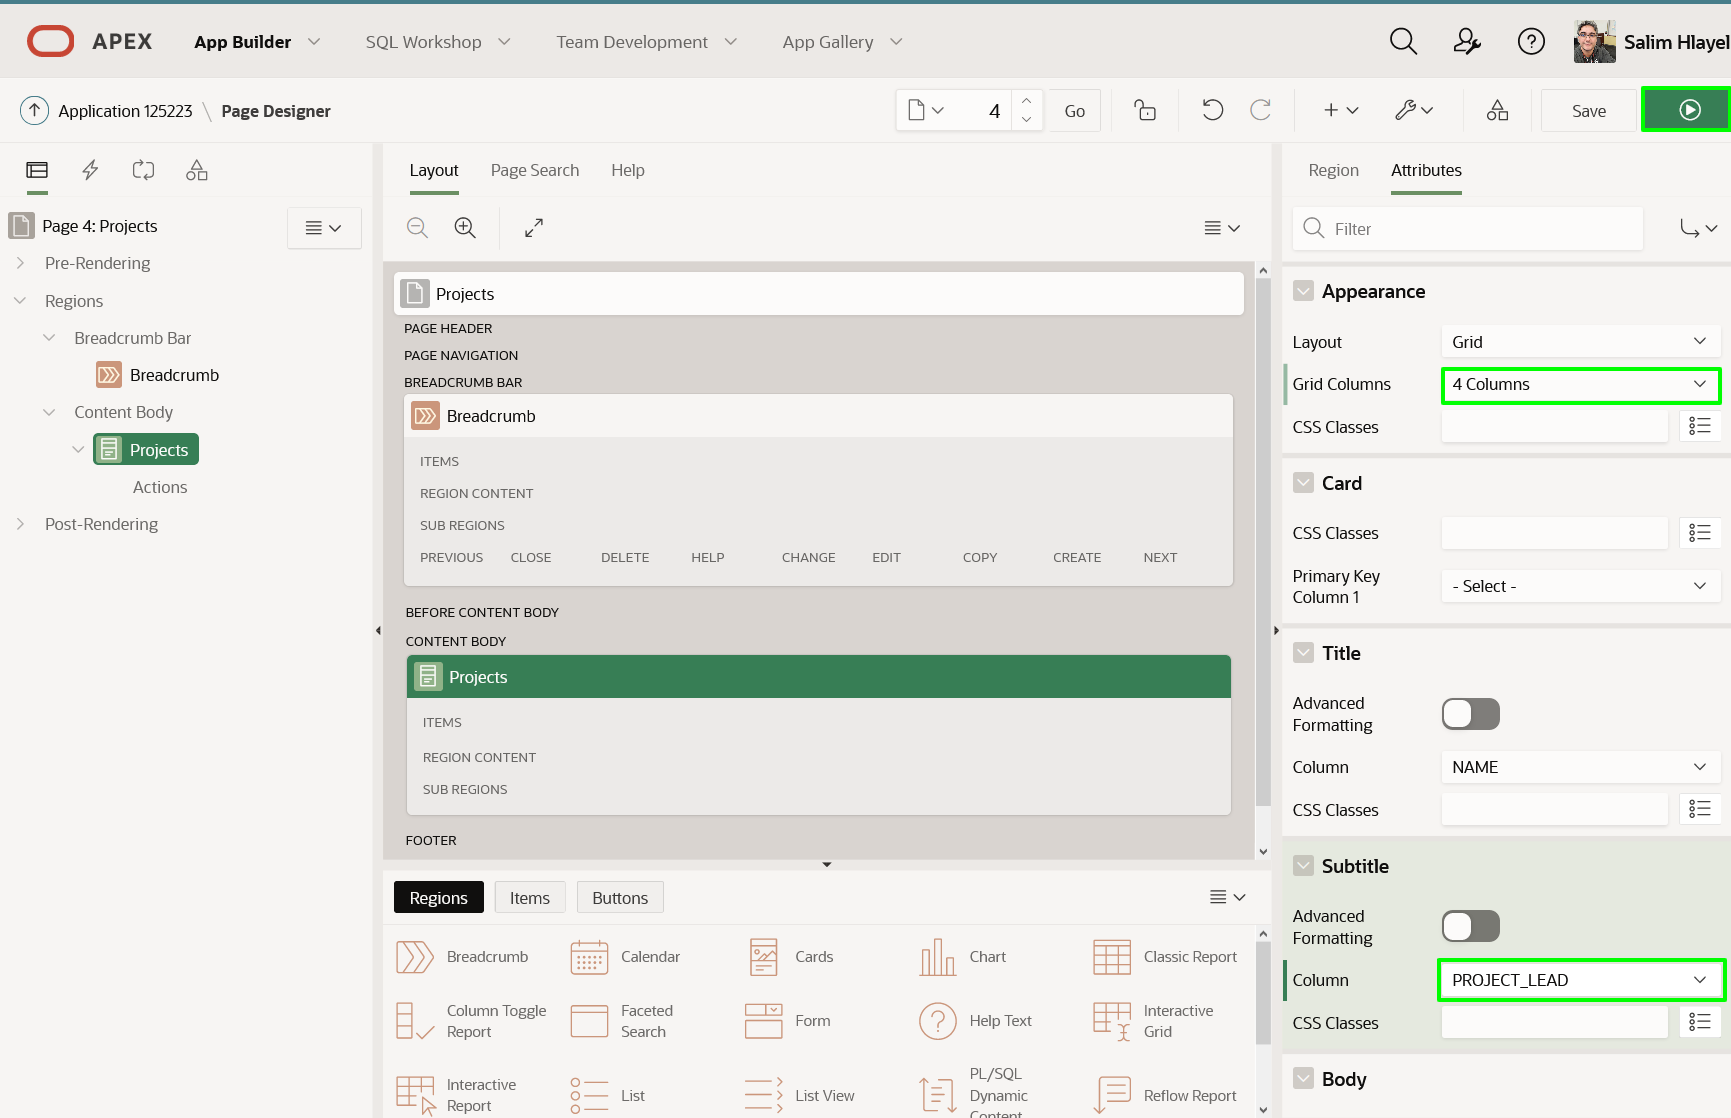 APEX App Builder SQL Workshop Team Development App Gallery Salim Hlayel
Application 125223 \ Page Designer 4 Go Save
Page 4: Projects
Pre-Rendering
Regions
Breadcrumb Bar
Breadcrumb
Content Body
Projects
Actions
Post-Rendering
Layout Page Search Help
Projects
PAGE HEADER
PAGE NAVIGATION
BREADCRUMB BAR
Breadcrumb
ITEMS
REGION CONTENT
SUB REGIONS
PREVIOUS CLOSE DELETE HELP CHANGE EDIT COPY CREATE NEXT
BEFORE CONTENT BODY
CONTENT BODY
Projects
ITEMS
REGION CONTENT
SUB REGIONS
FOOTER
Regions Items Buttons
Breadcrumb Calendar Cards Chart Classic Report
Column Toggle
Report
Faceted
Search
Form
Help Text
Interactive
Grid
Interactive
Report
List
List View
PL/SQL
Dynamic
Content
Reflow Report
Region Attributes
Filter
Appearance
Layout Grid
Grid Columns 4 Columns
CSS Classes
Card
CSS Classes
Primary Key
Column 1
- Select -
Title
Advanced
Formatting
Column NAME
CSS Classes
Subtitle
Advanced
Formatting
Column PROJECT_LEAD
CSS Classes
Body